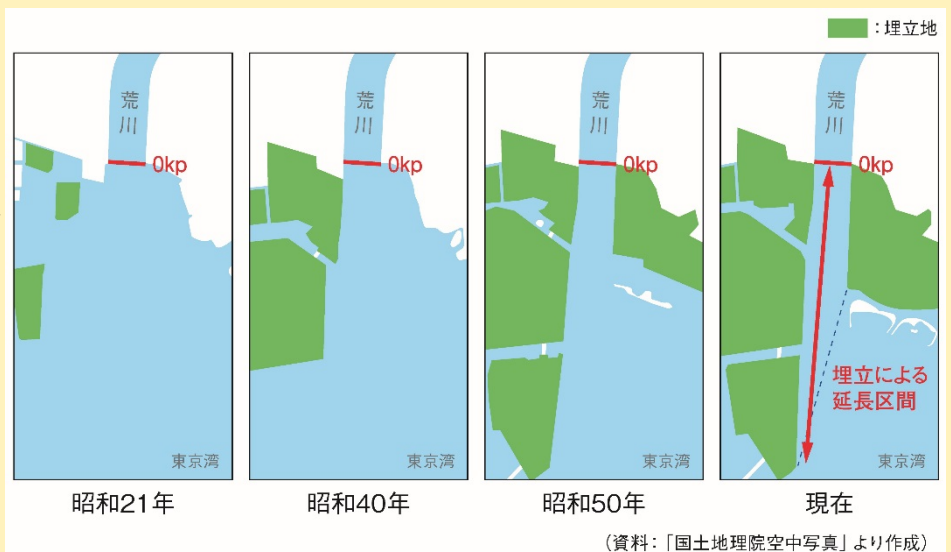 ：埋立地
荒川
0kp
東京湾
昭和21年
荒川
0kp
東京湾
昭和40年
荒川
0kp
東京湾
昭和50年
荒川
0kp
埋立による
延長区間
東京湾
現在
（資料：「国土地理院空中写真」より作成）